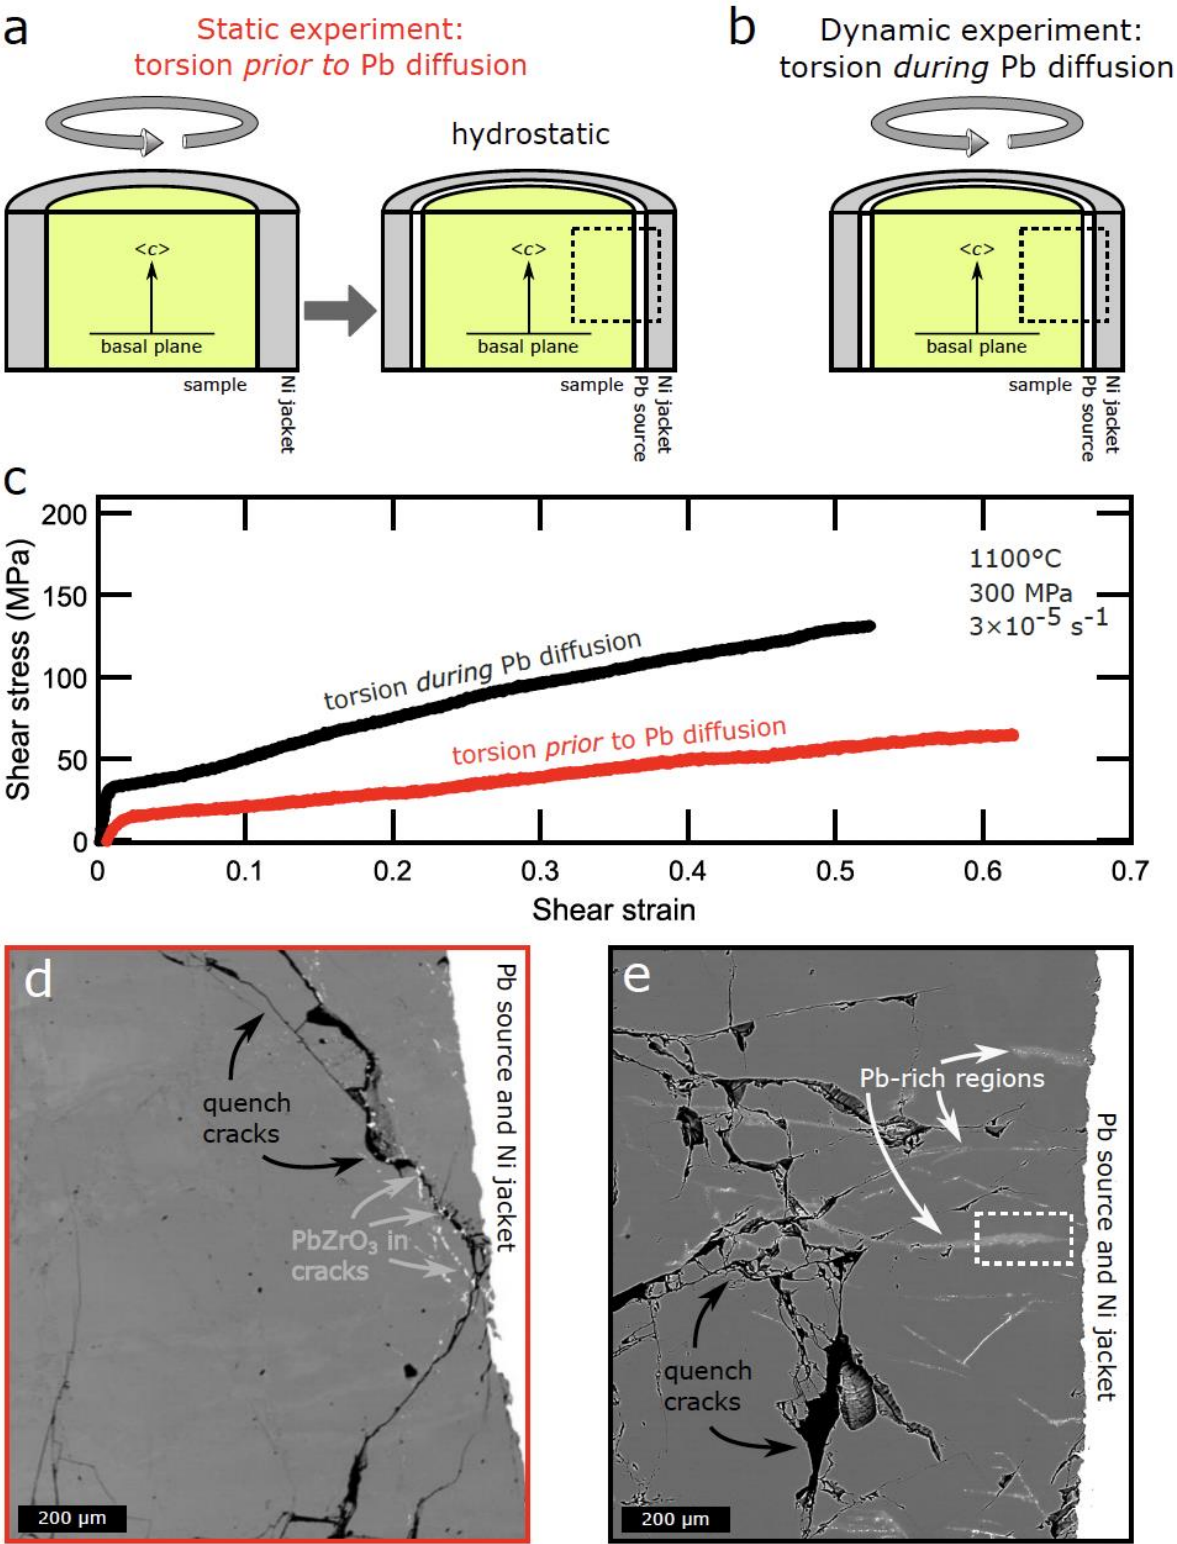 a
Static experiment:
torsion prior to Pb diffusion
b
Dynamic experiment:
torsion during Pb diffusion
hydrostatic
<c>
basal plane
sample
Ni jacket
<c>
basal plane
sample
Pb source
Ni jacket
<c>
basal plane
sample
Pb source
Ni jacket
c
Shear stress (MPa)
200
150
100
50
0
1100°C
300 MPa
3×10⁻⁵ s⁻¹
torsion during Pb diffusion
torsion prior to Pb diffusion
0 0.1 0.2 0.3 0.4 0.5 0.6 0.7
Shear strain
d
Pb source and Ni jacket
quench
cracks
PbZrO₃ in
cracks
200 µm
e
Pb-rich regions
Pb source and Ni jacket
quench
cracks
200 µm